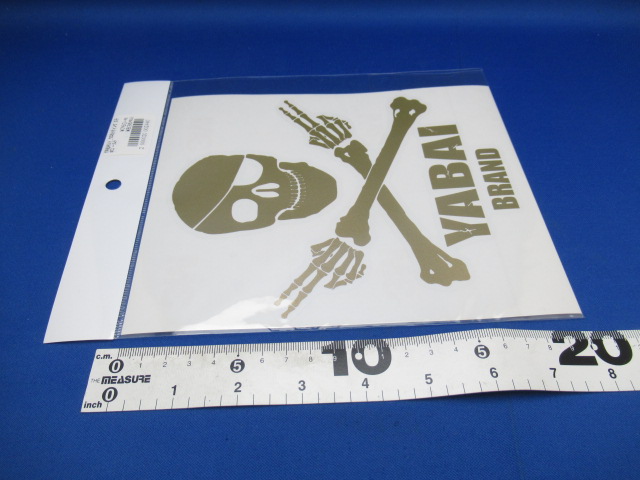 YABAI
BRAND
c.m. 0 5 10 5 20
THE MEASURE
inch 0 1 2 3 4 5 6 7 8